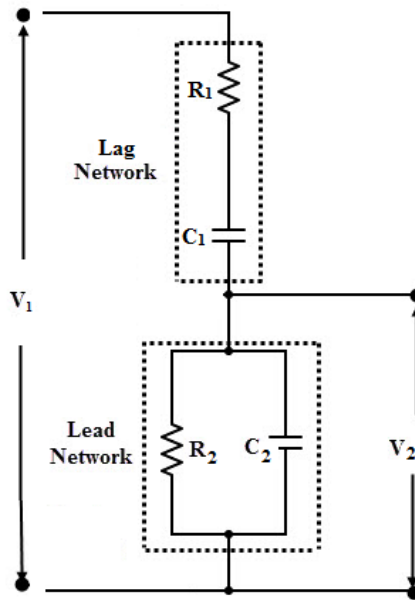 R₁
Lag
Network
C₁
V₁
Lead
Network
R₂
C₂
V₂